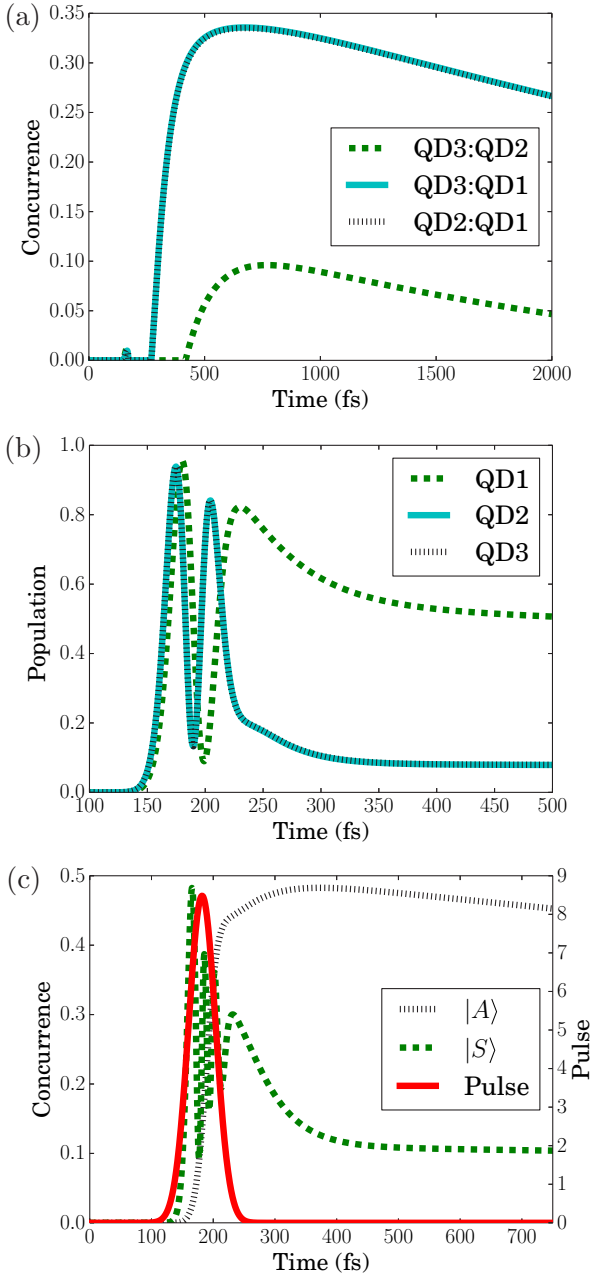 (a)
0.35
0.30
0.25
0.20
0.15
0.10
0.05
0.00
Concurrence
QD3:QD2
QD3:QD1
QD2:QD1
0 500 1000 1500 2000
Time (fs)
(b)
1.0
0.8
0.6
0.4
0.2
0.0
Population
QD1
QD2
QD3
100 150 200 250 300 350 400 450 500
Time (fs)
(c)
0.5
0.4
0.3
0.2
0.1
0.0
Concurrence
|A⟩
|S⟩
Pulse
9
8
7
6
5
4
3
2
1
0
Pulse
0 100 200 300 400 500 600 700
Time (fs)